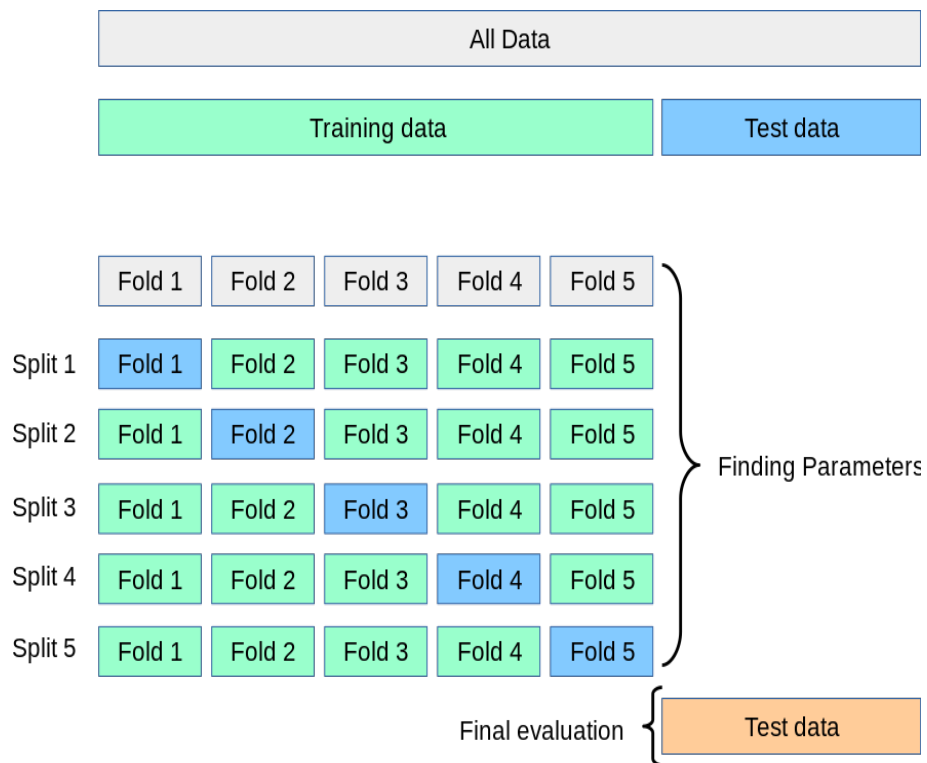 All Data
Training data Test data
Fold 1 Fold 2 Fold 3 Fold 4 Fold 5
Split 1 Fold 1 Fold 2 Fold 3 Fold 4 Fold 5
Split 2 Fold 1 Fold 2 Fold 3 Fold 4 Fold 5
Finding Parameters
Split 3 Fold 1 Fold 2 Fold 3 Fold 4 Fold 5
Split 4 Fold 1 Fold 2 Fold 3 Fold 4 Fold 5
Split 5 Fold 1 Fold 2 Fold 3 Fold 4 Fold 5
Final evaluation Test data